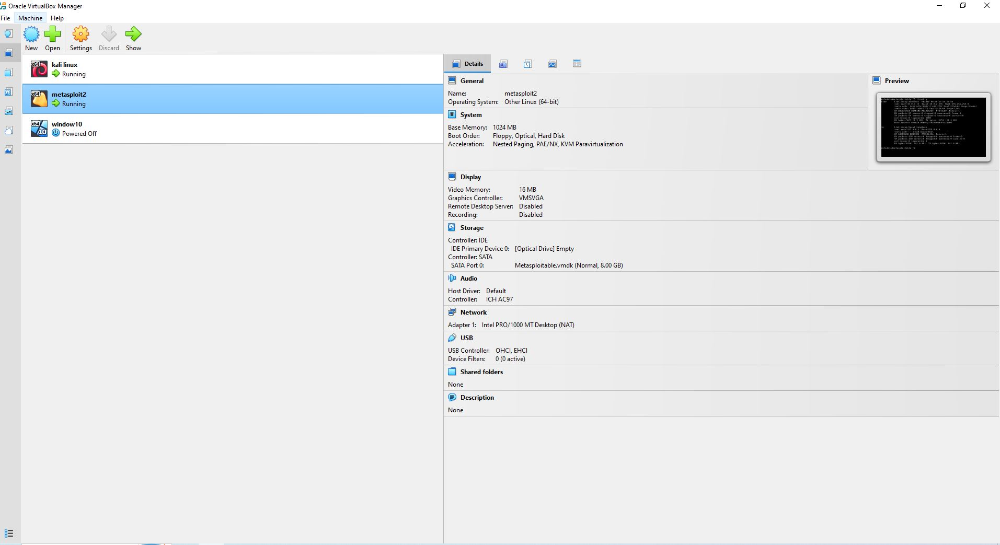 Oracle VirtualBox Manager
File Machine Help
New Open Settings Discard Show
x64 kali linux
Running
x64 metasploit2
Running
x64 10 window10
Powered Off
Details
General
Name: metasploit2
Operating System: Other Linux (64-bit)
System
Base Memory: 1024 MB
Boot Order: Floppy, Optical, Hard Disk
Acceleration: Nested Paging, PAE/NX, KVM Paravirtualization
Preview
Display
Video Memory: 16 MB
Graphics Controller: VMSVGA
Remote Desktop Server: Disabled
Recording: Disabled
Storage
Controller: IDE
IDE Primary Device 0: [Optical Drive] Empty
Controller: SATA
SATA Port 0: Metasploitable.vmdk (Normal, 8.00 GB)
Audio
Host Driver: Default
Controller: ICH AC97
Network
Adapter 1: Intel PRO/1000 MT Desktop (NAT)
USB
USB Controller: OHCI, EHCI
Device Filters: 0 (0 active)
Shared folders
None
Description
None